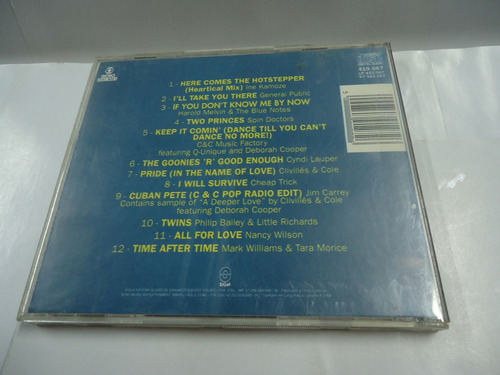 1 - HERE COMES THE HOTSTEPPER
(Heartical Mix) Ine Kamoze
2 - I'LL TAKE YOU THERE General Public
3 - IF YOU DON'T KNOW ME BY NOW
Harold Melvin & The Blue Notes
4 - TWO PRINCES Spin Doctors
5 - KEEP IT COMIN' (DANCE TILL YOU CAN'T
DANCE NO MORE!)
C&C Music Factory
featuring Q-Unique and Deborah Cooper
6 - THE GOONIES 'R' GOOD ENOUGH Cyndi Lauper
7 - PRIDE (IN THE NAME OF LOVE) Clivillés & Cole
8 - I WILL SURVIVE Cheap Trick
9 - CUBAN PETE (C & C POP RADIO EDIT) Jim Carrey
Contains sample of "A Deeper Love" by Clivillés & Cole
featuring Deborah Cooper
10 - TWINS Philip Bailey & Little Richards
11 - ALL FOR LOVE Nancy Wilson
12 - TIME AFTER TIME Mark Williams & Tara Morice